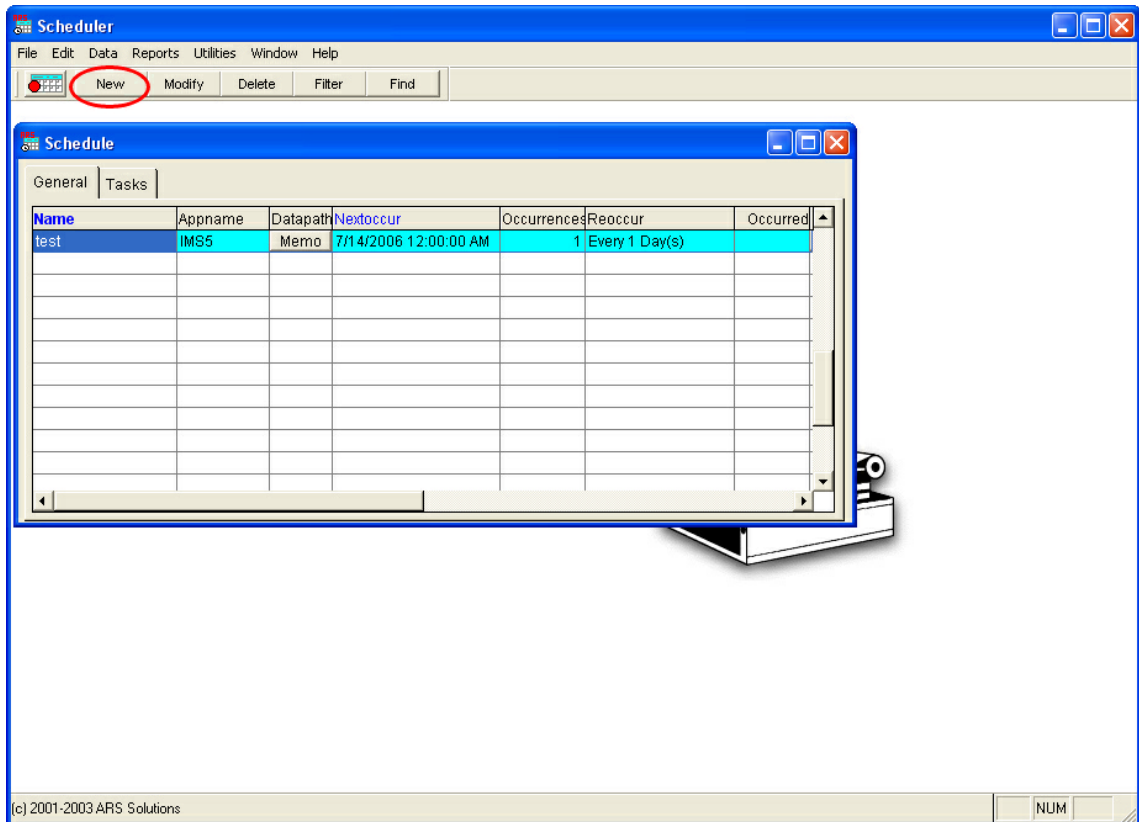 Scheduler
File Edit Data Reports Utilities Window Help
New Modify Delete Filter Find
Schedule
General Tasks
Name Appname Datapath Nextoccur Occurrences Reoccur Occurred
test IMS5 Memo 7/14/2006 12:00:00 AM 1 Every 1 Day(s)
(c) 2001-2003 ARS Solutions NUM